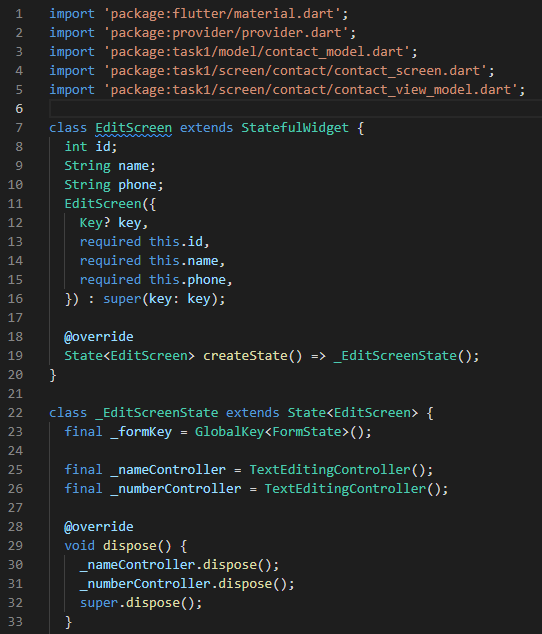 1 import 'package:flutter/material.dart';
2 import 'package:provider/provider.dart';
3 import 'package:task1/model/contact_model.dart';
4 import 'package:task1/screen/contact/contact_screen.dart';
5 import 'package:task1/screen/contact/contact_view_model.dart';
6
7 class EditScreen extends StatefulWidget {
8   int id;
9   String name;
10   String phone;
11   EditScreen({
12     Key? key,
13     required this.id,
14     required this.name,
15     required this.phone,
16   }) : super(key: key);
17
18   @override
19   State<EditScreen> createState() => _EditScreenState();
20 }
21
22 class _EditScreenState extends State<EditScreen> {
23   final _formKey = GlobalKey<FormState>();
24
25   final _nameController = TextEditingController();
26   final _numberController = TextEditingController();
27
28   @override
29   void dispose() {
30     _nameController.dispose();
31     _numberController.dispose();
32     super.dispose();
33   }